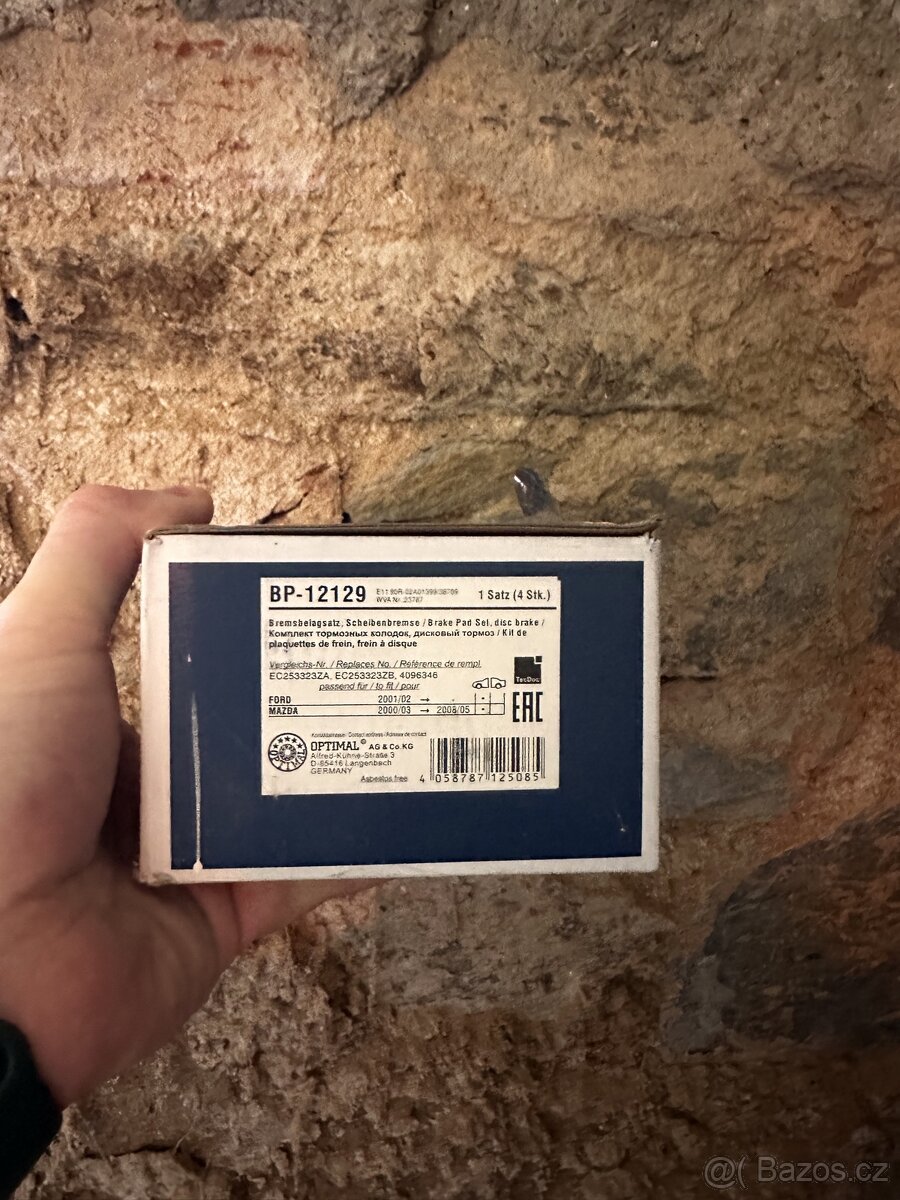 BP-12129
1 Satz (4 Stk.)
WVA Nr. 23787
Bremsbelagsatz, Scheibenbremse / Brake Pad Set, disc brake /
Комплект тормозных колодок, дисковый тормоз / Kit de
plaquettes de frein, frein à disque
Vergleichs-Nr. / Replaces No. / Référence de rempl.
EC253323ZA, EC253323ZB, 4096346
passend für / to fit / pour
TecDoc
FORD 2001/02 →
MAZDA 2000/03 → 2008/05
EAC
OPTIMAL
OPTIMAL® AG & Co. KG
Alfred-Kühne-Straße 3
D-85416 Langenbach
GERMANY
Asbestos free
4 058787 125085
@( Bazos.cz